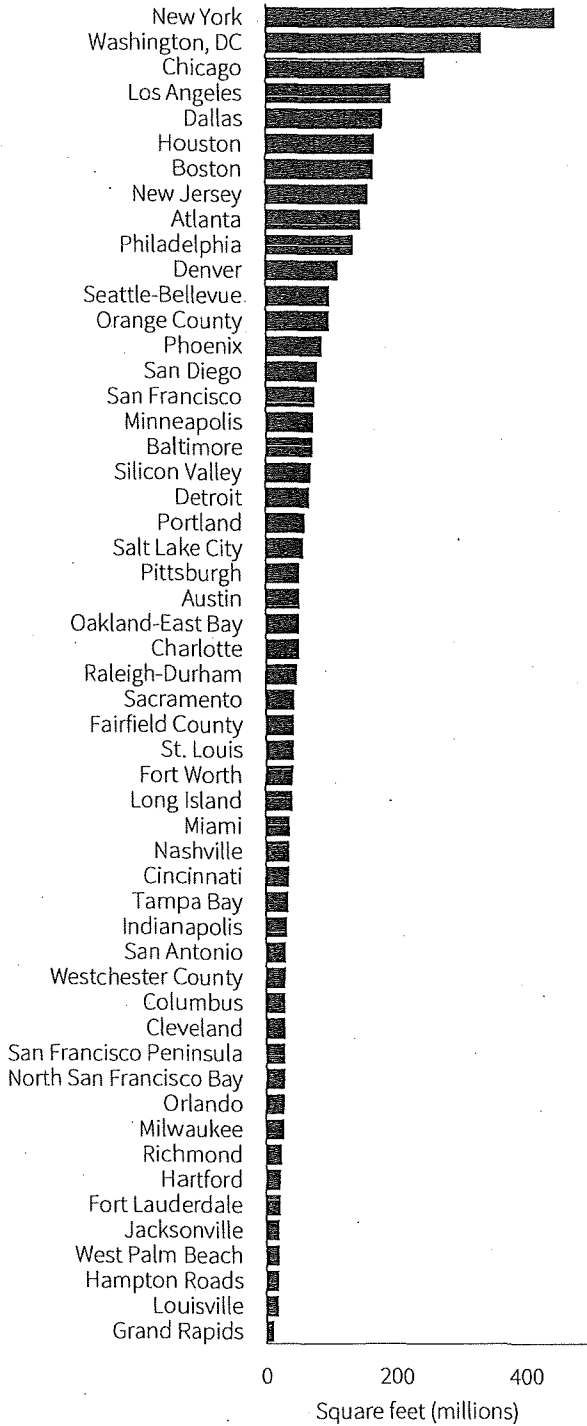 New York
Washington, DC
Chicago
Los Angeles
Dallas
Houston
Boston
New Jersey
Atlanta
Philadelphia
Denver
Seattle-Bellevue
Orange County
Phoenix
San Diego
San Francisco
Minneapolis
Baltimore
Silicon Valley
Detroit
Portland
Salt Lake City
Pittsburgh
Austin
Oakland-East Bay
Charlotte
Raleigh-Durham
Sacramento
Fairfield County
St. Louis
Fort Worth
Long Island
Miami
Nashville
Cincinnati
Tampa Bay
Indianapolis
San Antonio
Westchester County
Columbus
Cleveland
San Francisco Peninsula
North San Francisco Bay
Orlando
Milwaukee
Richmond
Hartford
Fort Lauderdale
Jacksonville
West Palm Beach
Hampton Roads
Louisville
Grand Rapids
0 200 400
Square feet (millions)